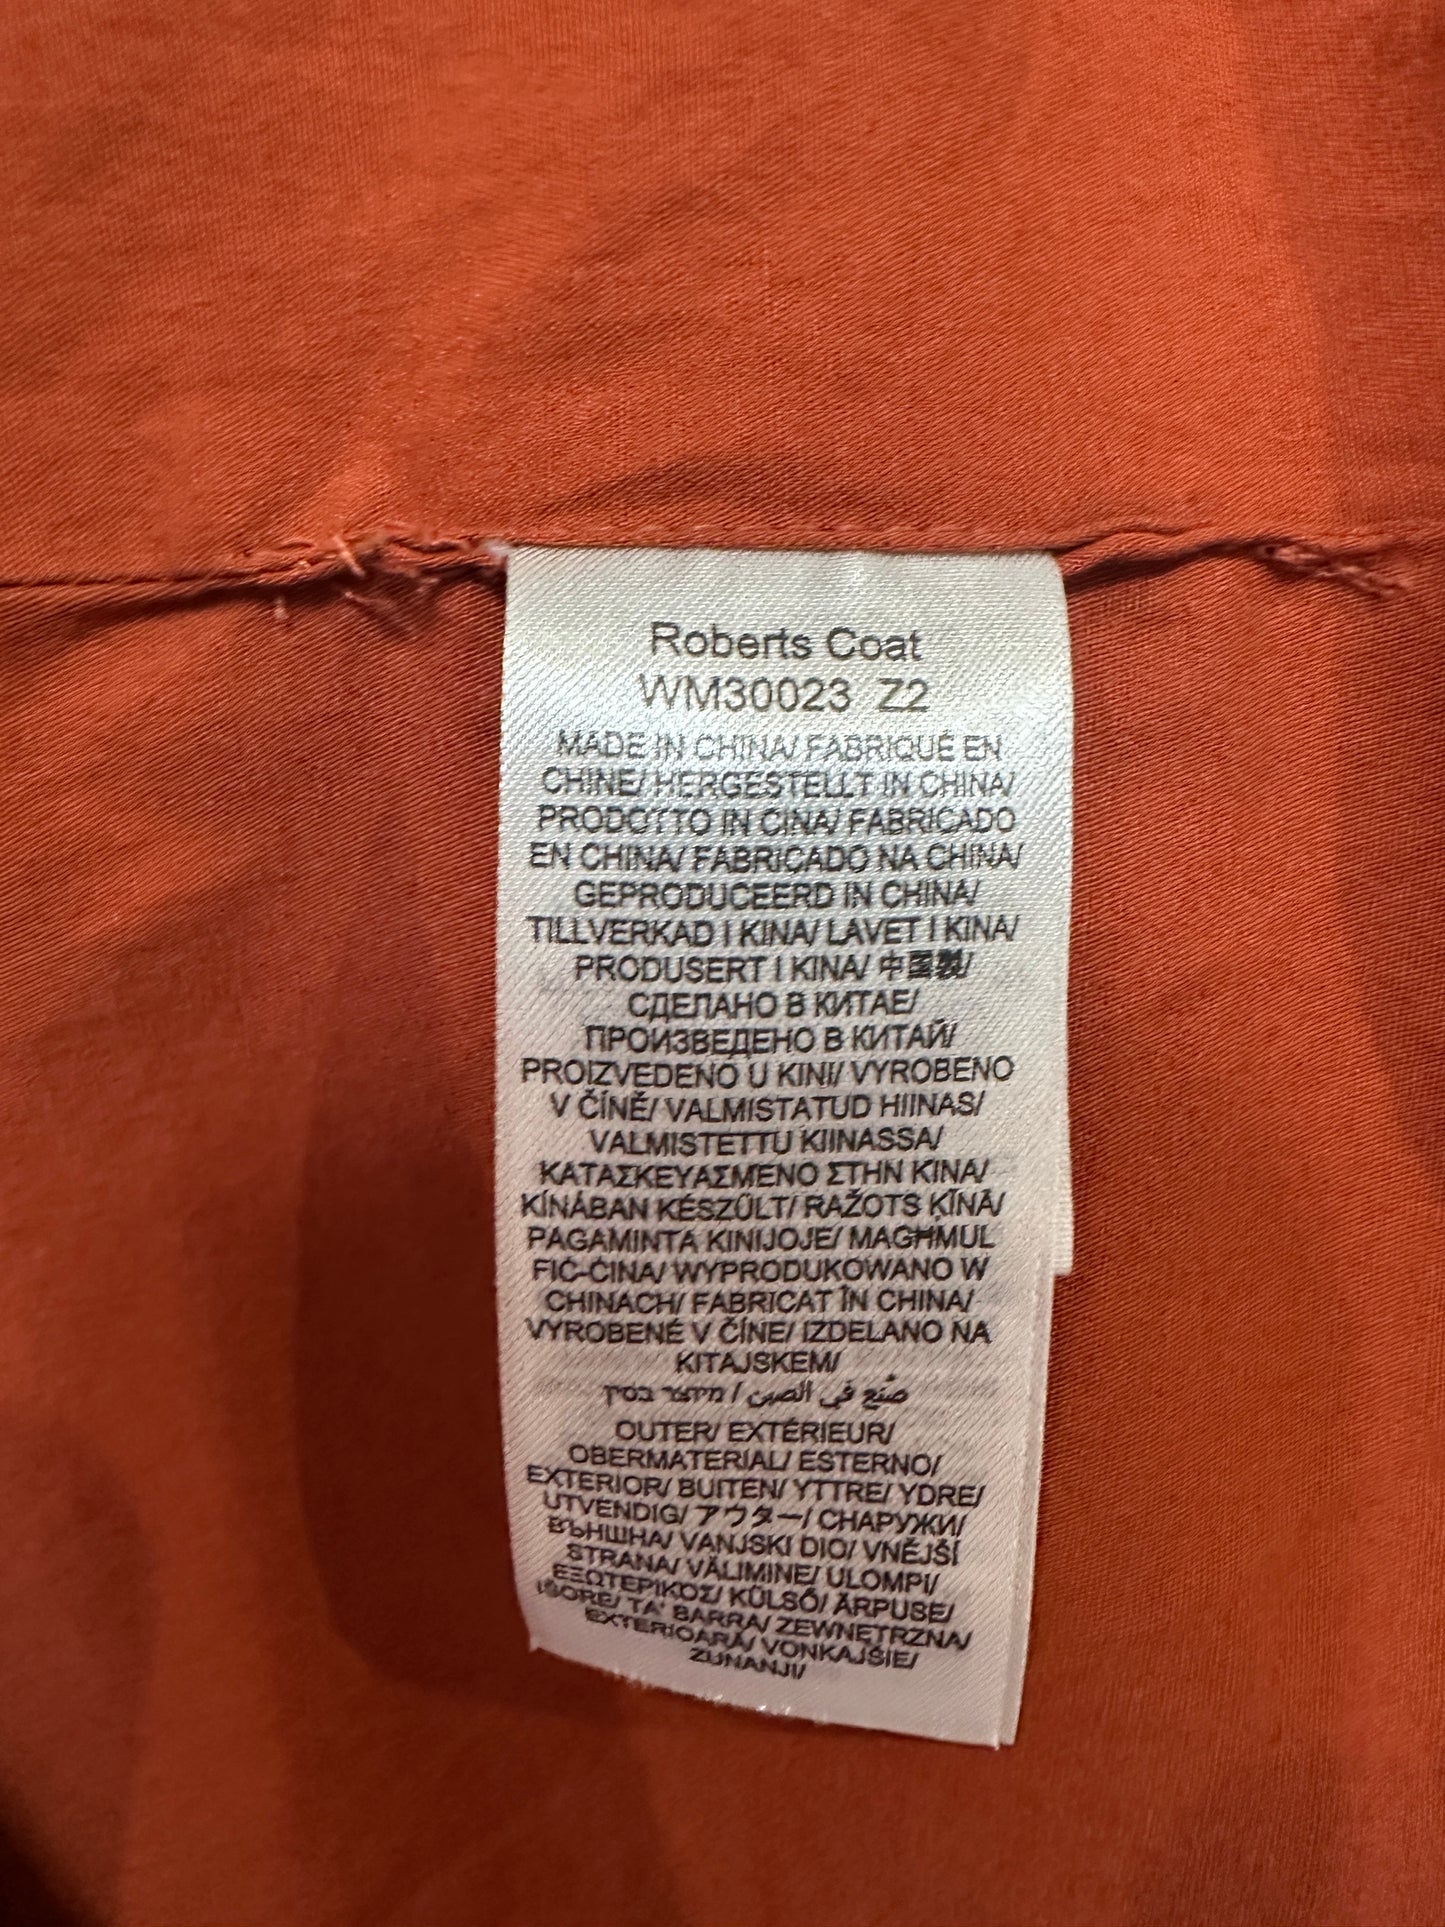 Roberts Coat
WM30023 Z2
MADE IN CHINA/ FABRIQUÉ EN
CHINE/ HERGESTELLT IN CHINA/
PRODOTTO IN CINA/ FABRICADO
EN CHINA/ FABRICADO NA CHINA/
GEPRODUCEERD IN CHINA/
TILLVERKAD I KINA/ LAVET I KINA/
PRODUSERT I KINA/ 中国製/
СДЕЛАНО В КИТАЕ/
ПРОИЗВЕДЕНО В КИТАЙ/
PROIZVEDENO U KINI/ VYROBENO
V ČÍNĚ/ VALMISTATUD HIINAS/
VALMISTETTU KIINASSA/
ΚΑΤΑΣΚΕΥΑΣΜΕΝΟ ΣΤΗΝ ΚΙΝΑ/
KÍNÁBAN KÉSZÜLT/ RAŽOTS ĶĪNĀ/
PAGAMINTA KINIJOJE/ MAGĦMUL
FIĊ-ĊINA/ WYPRODUKOWANO W
CHINACH/ FABRICAT ÎN CHINA/
VYROBENÉ V ČÍNE/ IZDELANO NA
KITAJSKEM/
صُنع في الصين / מיוצר בסין
OUTER/ EXTÉRIEUR/
OBERMATERIAL/ ESTERNO/
EXTERIOR/ BUITEN/ YTTRE/ YDRE/
UTVENDIG/ アウター/ СНАРУЖИ/
ВЪНШНА/ VANJSKI DIO/ VNĚJŠÍ
STRANA/ VÄLIMINE/ ULOMPI/
ΕΞΩΤΕΡΙΚΟΣ/ KÜLSŐ/ ĀRPUSE/
IŠORĖ/ TA' BARRA/ ZEWNĘTRZNA/
EXTERIOARĂ/ VONKAJŠIE/
ZUNANJI/